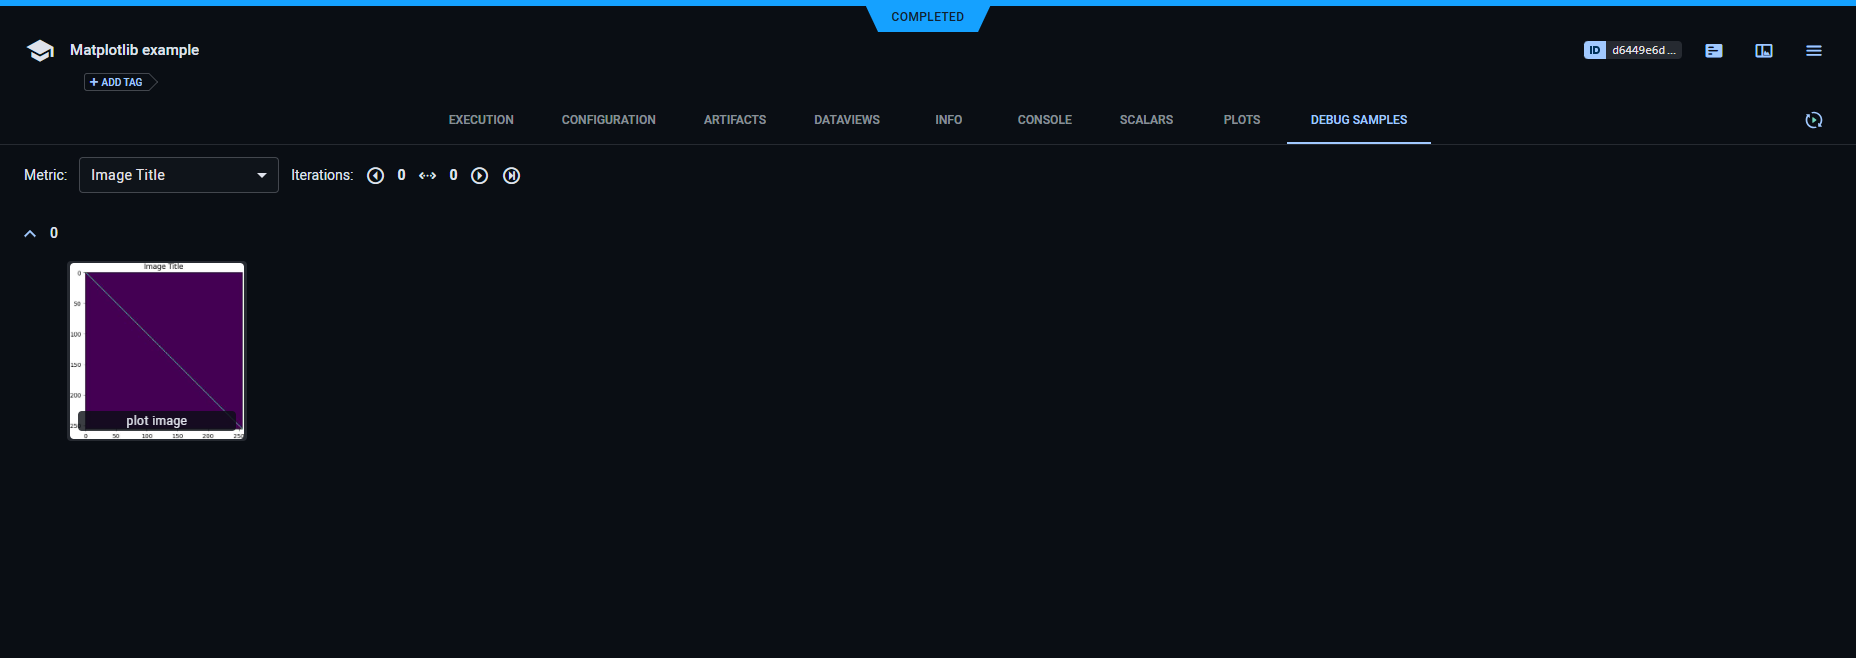 COMPLETED
Matplotlib example
ID d6449e6d ...
+ ADD TAG
EXECUTION CONFIGURATION ARTIFACTS DATAVIEWS INFO CONSOLE SCALARS PLOTS DEBUG SAMPLES
Metric: Image Title Iterations: 0 0
0
Image Title
0
50
100
150
200
250
plot image
0 50 100 150 200 250